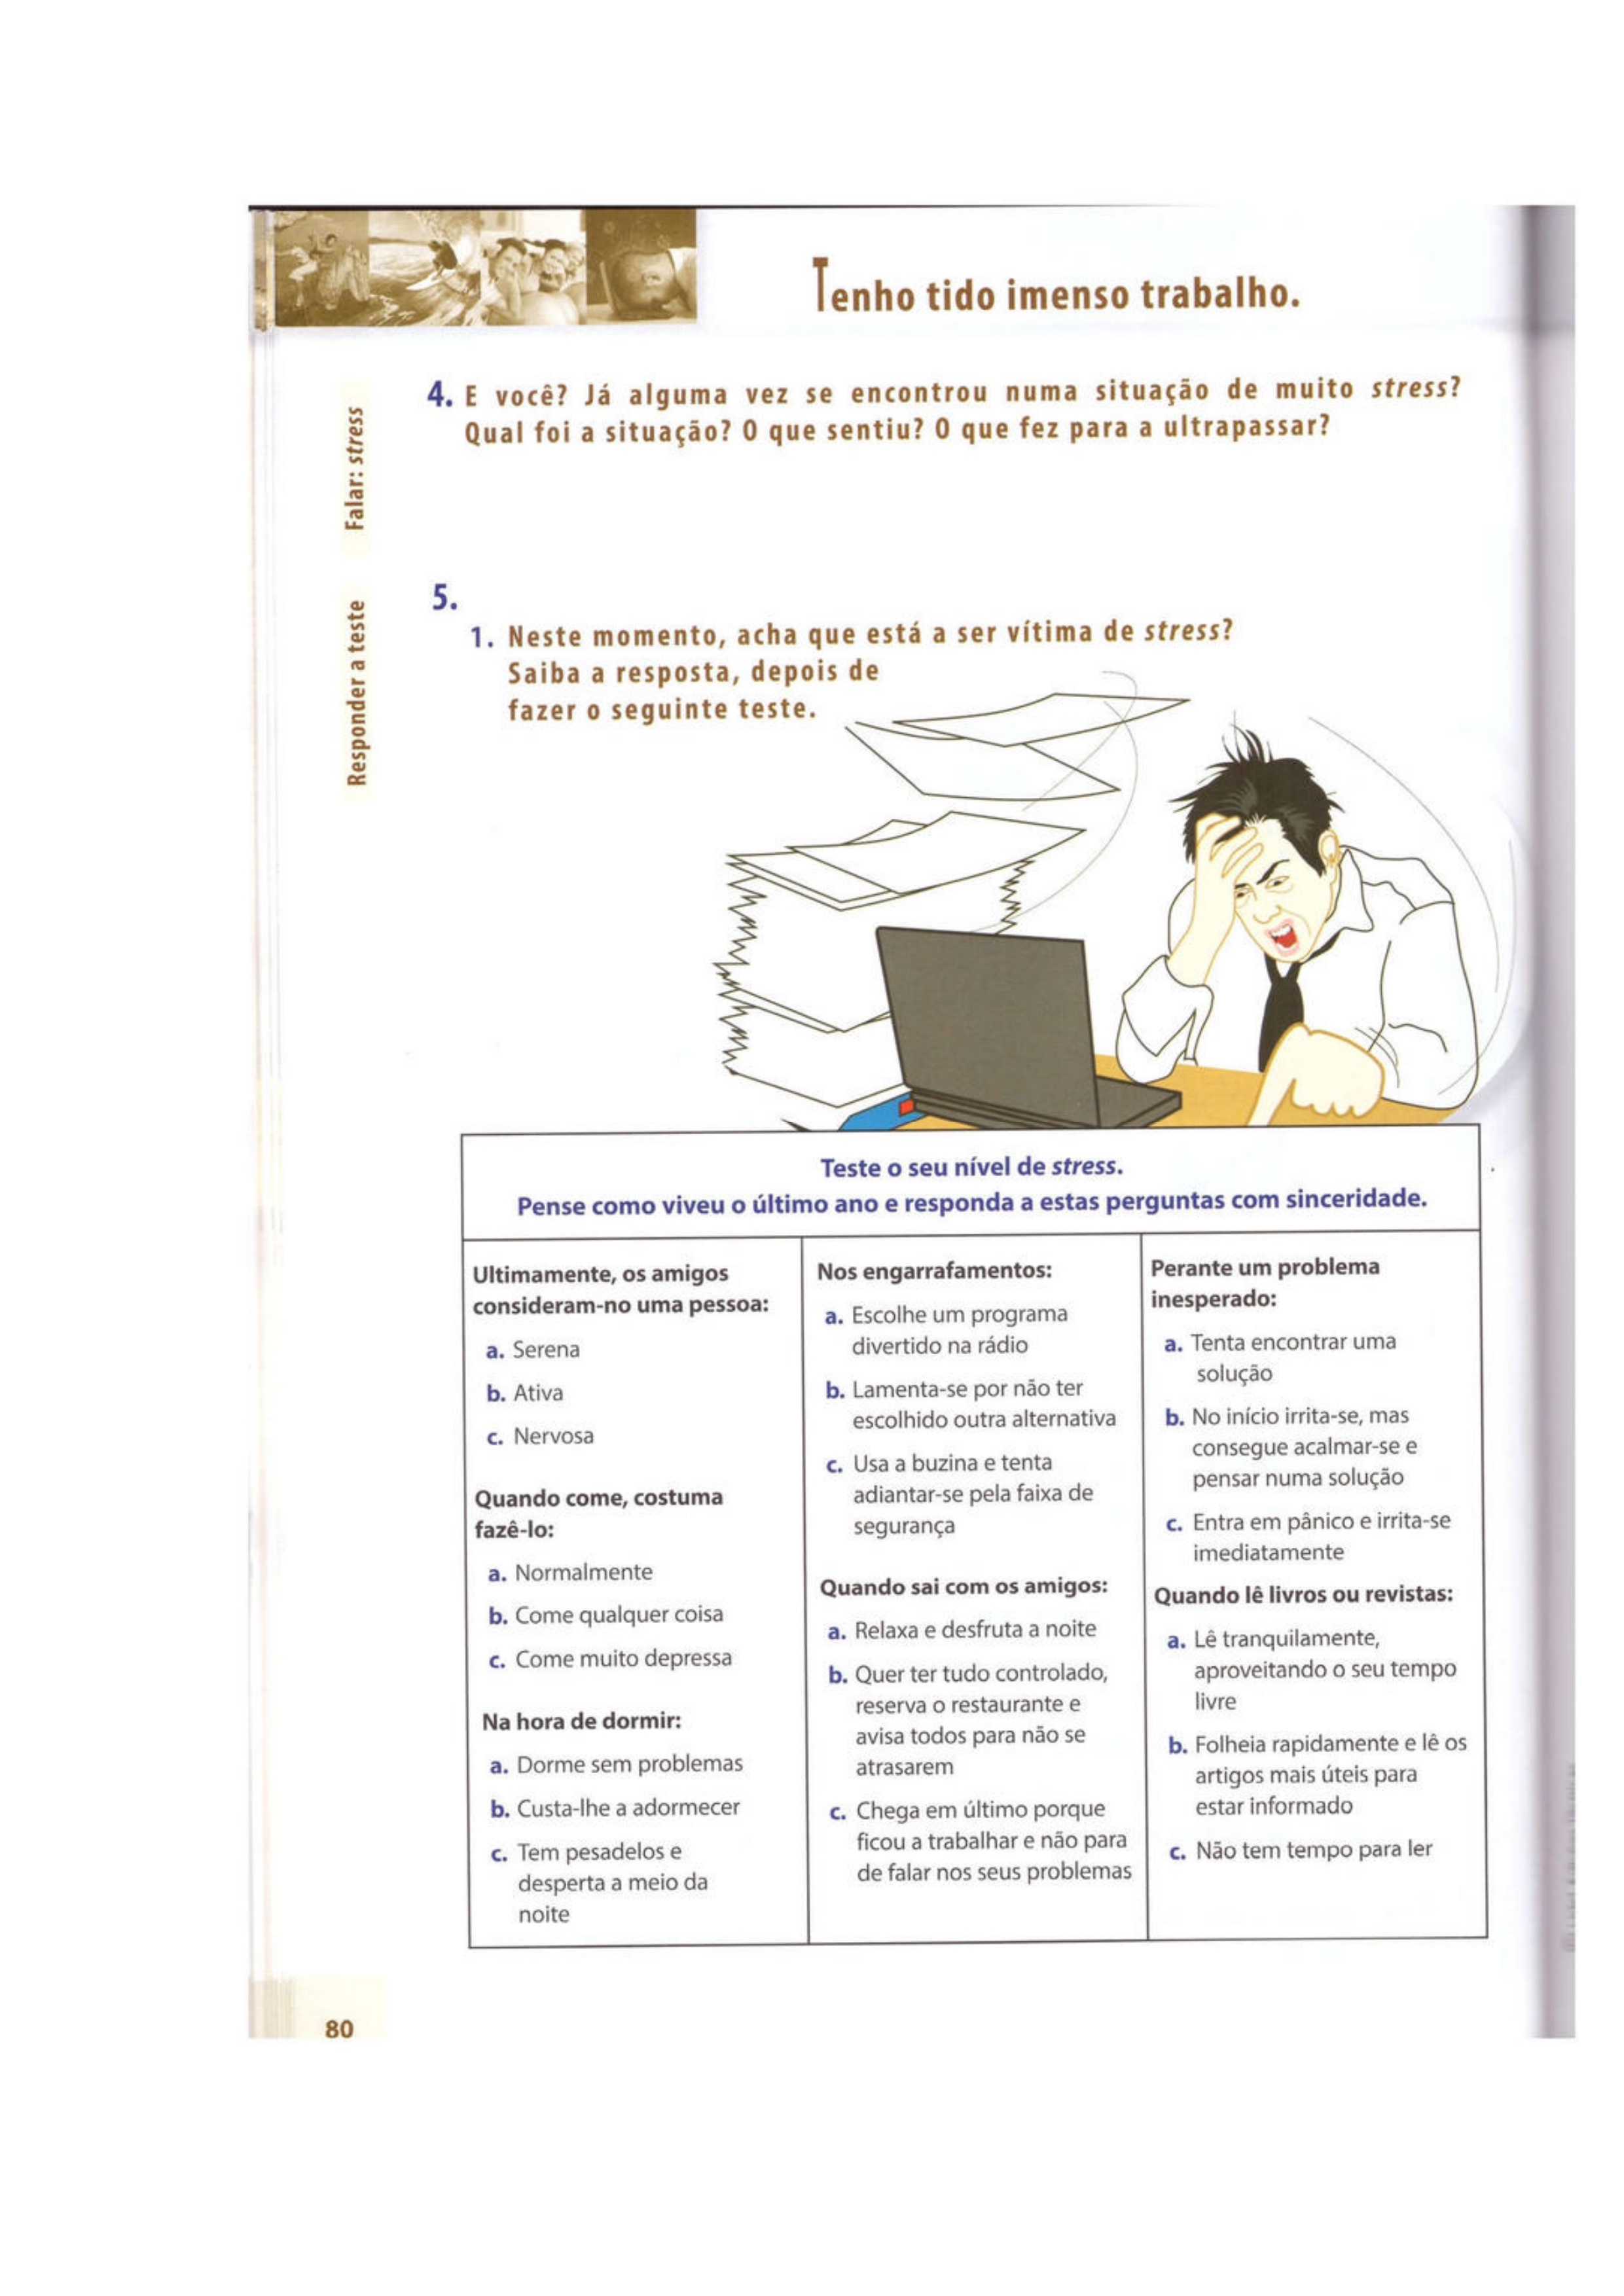 Tenho tido imenso trabalho.
Falar: stress
4. E você? Já alguma vez se encontrou numa situação de muito stress?
Qual foi a situação? O que sentiu? O que fez para a ultrapassar?
Responder a teste
5.
1. Neste momento, acha que está a ser vítima de stress?
Saiba a resposta, depois de
fazer o seguinte teste.
Teste o seu nível de stress.
Pense como viveu o último ano e responda a estas perguntas com sinceridade.
Ultimamente, os amigos
consideram-no uma pessoa:
a. Serena
b. Ativa
c. Nervosa
Quando come, costuma
fazê-lo:
a. Normalmente
b. Come qualquer coisa
c. Come muito depressa
Na hora de dormir:
a. Dorme sem problemas
b. Custa-lhe a adormecer
c. Tem pesadelos e
desperta a meio da
noite
Nos engarrafamentos:
a. Escolhe um programa
divertido na rádio
b. Lamenta-se por não ter
escolhido outra alternativa
c. Usa a buzina e tenta
adiantar-se pela faixa de
segurança
Quando sai com os amigos:
a. Relaxa e desfruta a noite
b. Quer ter tudo controlado,
reserva o restaurante e
avisa todos para não se
atrasarem
c. Chega em último porque
ficou a trabalhar e não para
de falar nos seus problemas
Perante um problema
inesperado:
a. Tenta encontrar uma
solução
b. No início irrita-se, mas
consegue acalmar-se e
pensar numa solução
c. Entra em pânico e irrita-se
imediatamente
Quando lê livros ou revistas:
a. Lê tranquilamente,
aproveitando o seu tempo
livre
b. Folheia rapidamente e lê os
artigos mais úteis para
estar informado
c. Não tem tempo para ler
80